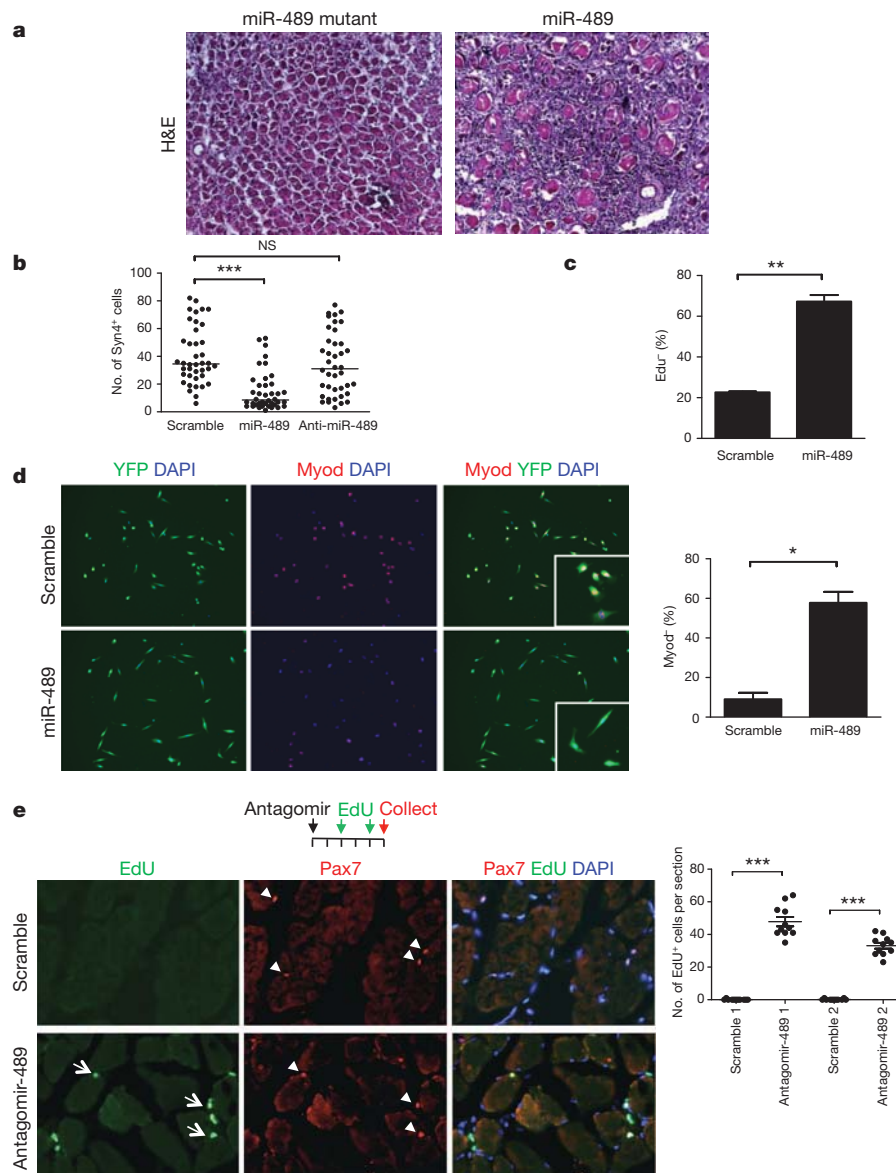 a
miR-489 mutant
miR-489
H&E
b
NS
***
No. of Syn4+ cells
100
80
60
40
20
0
Scramble
miR-489
Anti-miR-489
c
**
Edu− (%)
80
60
40
20
0
Scramble
miR-489
d
YFP DAPI
Myod DAPI
Myod YFP
Scramble
miR-489
*
Myod− (%)
80
60
40
20
0
Scramble
miR-489
e
Antagomir EdU Collect
EdU
Pax7
Pax7 EdU DAPI
Scramble
Antagomir-489
***
***
No. of EdU+ cells per section
80
60
40
20
0
Scramble 1
Antagomir-489 1
Scramble 2
Antagomir-489 2